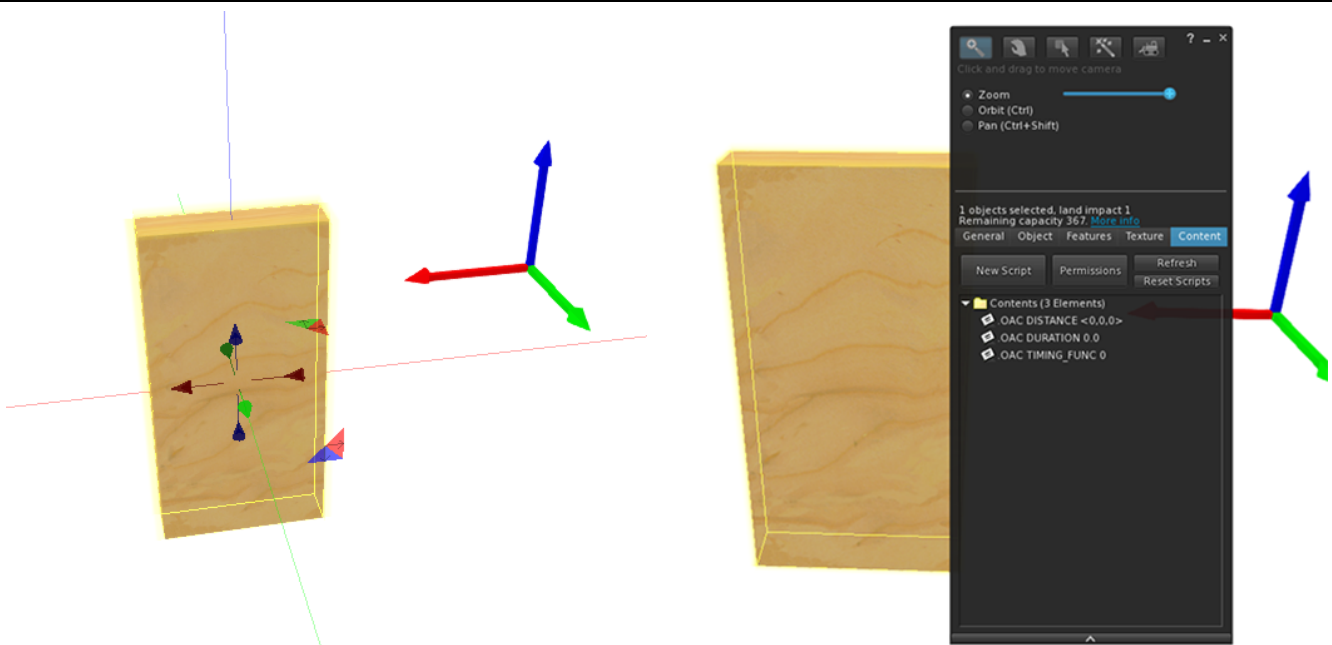 ? _ ×
Click and drag to move camera
Zoom
Orbit (Ctrl)
Pan (Ctrl+Shift)
1 objects selected, land impact 1
Remaining capacity 367. More info
General Object Features Texture Content
New Script Permissions Refresh
Reset Scripts
Contents (3 Elements)
.OAC DISTANCE <0,0,0>
.OAC DURATION 0.0
.OAC TIMING_FUNC 0